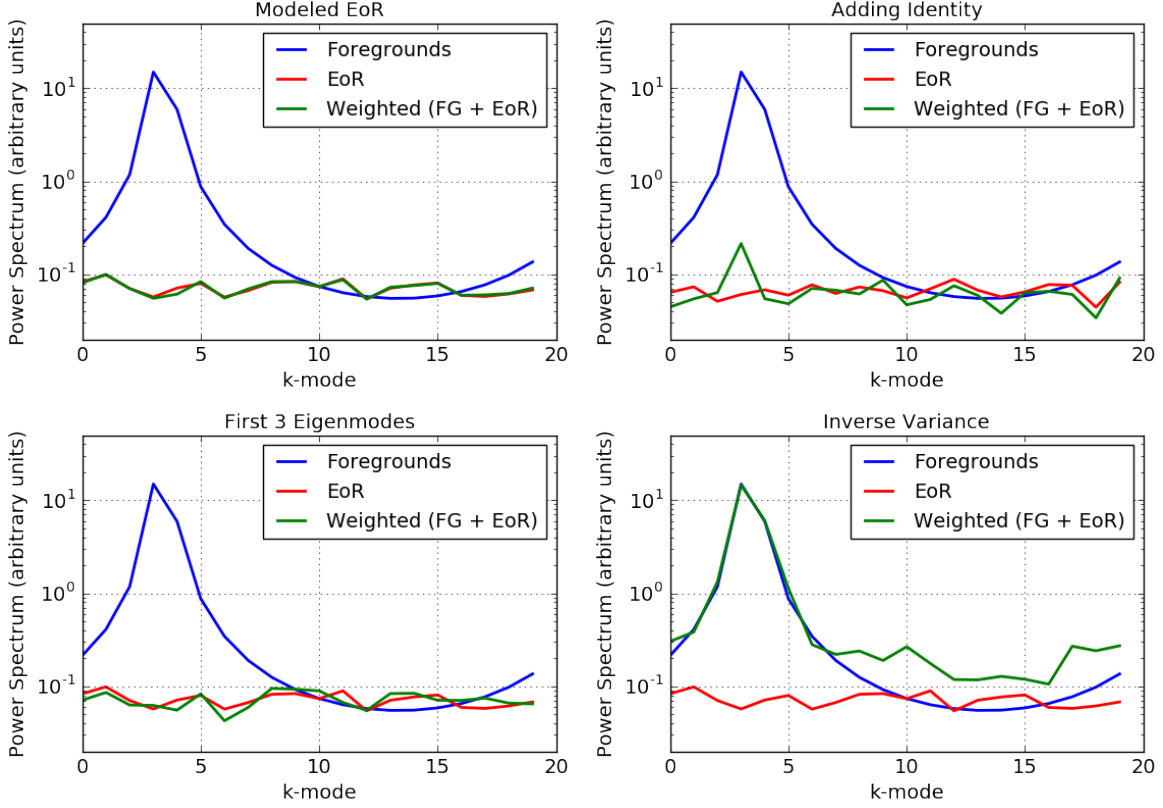 Modeled EoR
Power Spectrum (arbitrary units)
10^1
10^0
10^-1
Foregrounds
EoR
Weighted (FG + EoR)
0 5 10 15 20
k-mode
Adding Identity
Power Spectrum (arbitrary units)
10^1
10^0
10^-1
Foregrounds
EoR
Weighted (FG + EoR)
0 5 10 15 20
k-mode
First 3 Eigenmodes
Power Spectrum (arbitrary units)
10^1
10^0
10^-1
Foregrounds
EoR
Weighted (FG + EoR)
0 5 10 15 20
k-mode
Inverse Variance
Power Spectrum (arbitrary units)
10^1
10^0
10^-1
Foregrounds
EoR
Weighted (FG + EoR)
0 5 10 15 20
k-mode